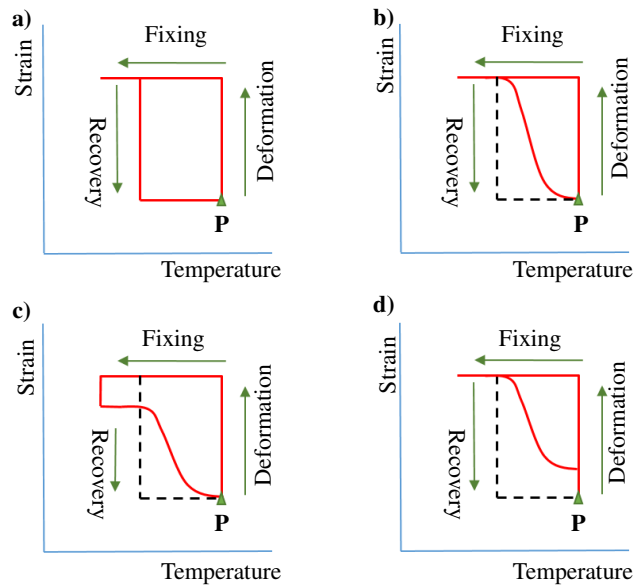 a)
Fixing
Strain
Recovery
Deformation
P
Temperature
b)
Fixing
Strain
Recovery
Deformation
P
Temperature
c)
Fixing
Strain
Recovery
Deformation
P
Temperature
d)
Fixing
Strain
Recovery
Deformation
P
Temperature